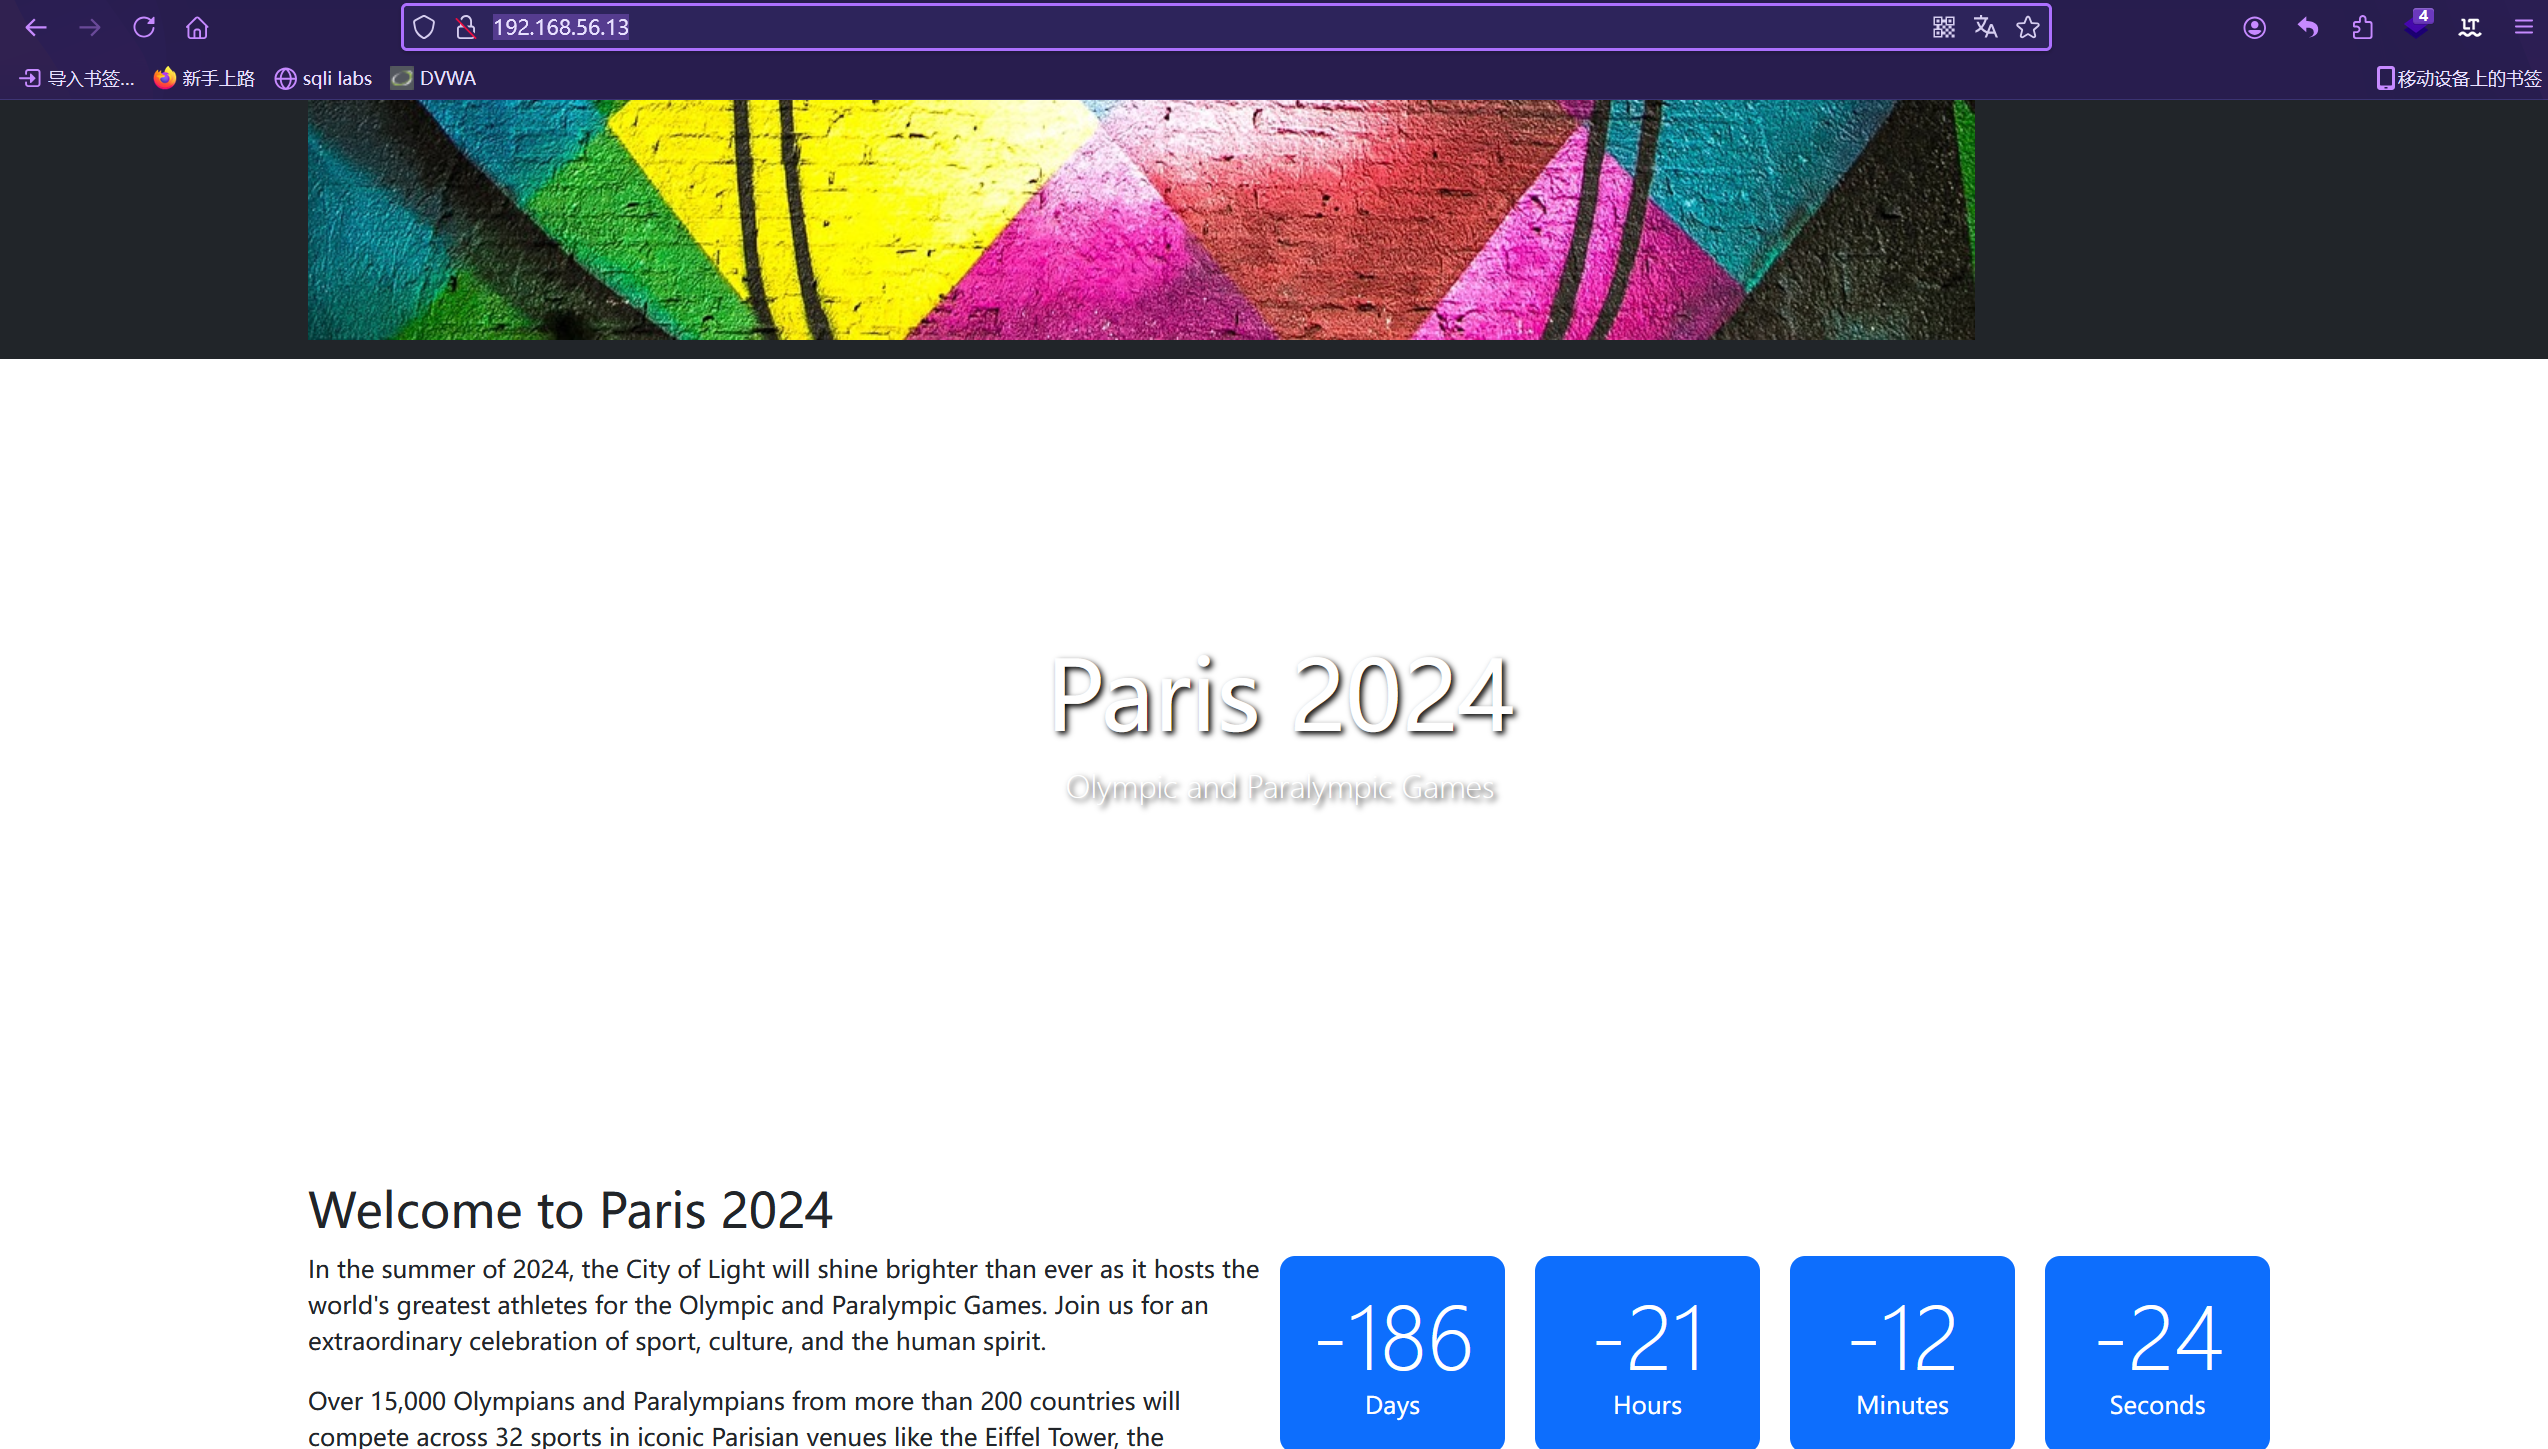 192.168.56.13
4
LT
导入书签...
新手上路
sqli labs
DVWA
移动设备上的书签
Paris 2024
Olympic and Paralympic Games
Welcome to Paris 2024
In the summer of 2024, the City of Light will shine brighter than ever as it hosts the
world's greatest athletes for the Olympic and Paralympic Games. Join us for an
extraordinary celebration of sport, culture, and the human spirit.
Over 15,000 Olympians and Paralympians from more than 200 countries will
compete across 32 sports in iconic Parisian venues like the Eiffel Tower, the
-186
Days
-21
Hours
-12
Minutes
-24
Seconds